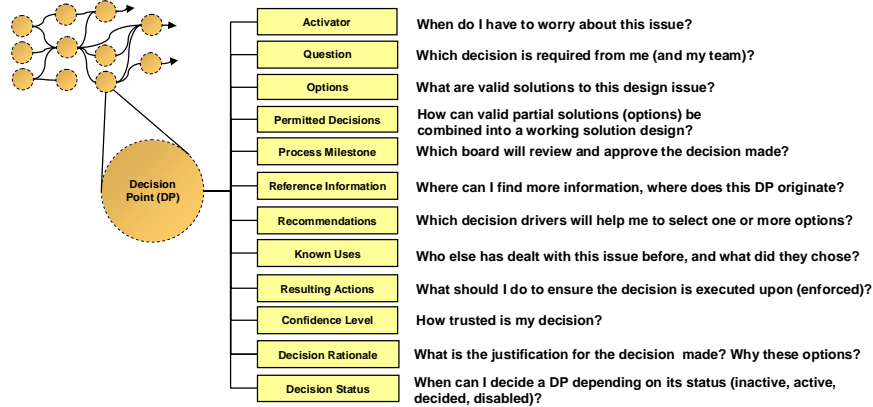 Decision
Point (DP)
Activator
When do I have to worry about this issue?
Question
Which decision is required from me (and my team)?
Options
What are valid solutions to this design issue?
Permitted Decisions
How can valid partial solutions (options) be
combined into a working solution design?
Process Milestone
Which board will review and approve the decision made?
Reference Information
Where can I find more information, where does this DP originate?
Recommendations
Which decision drivers will help me to select one or more options?
Known Uses
Who else has dealt with this issue before, and what did they chose?
Resulting Actions
What should I do to ensure the decision is executed upon (enforced)?
Confidence Level
How trusted is my decision?
Decision Rationale
What is the justification for the decision  made? Why these options?
Decision Status
When can I decide a DP depending on its status (inactive, active,
decided, disabled)?